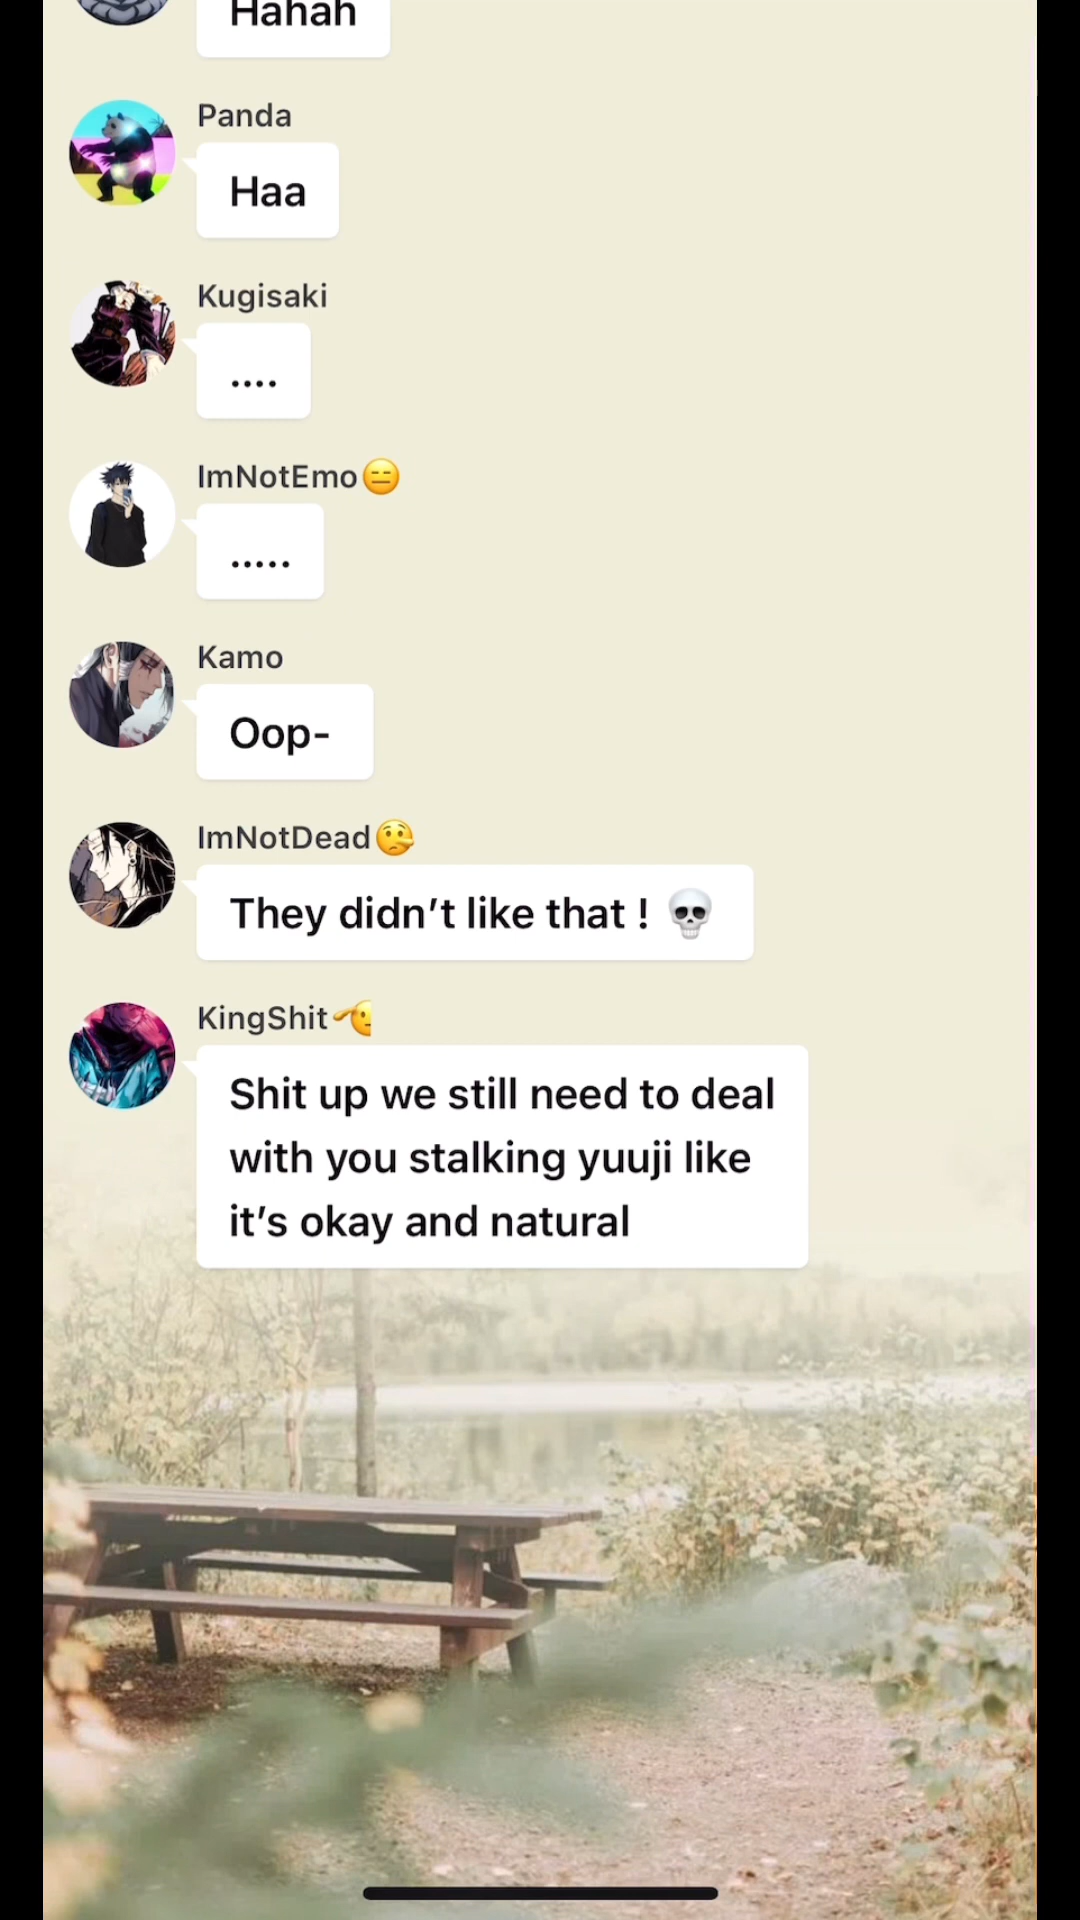 Hahah
Panda
Haa
Kugisaki
....
ImNotEmo😑
.....
Kamo
Oop-
ImNotDead🤥
They didn't like that ! 💀
KingShit🫡
Shit up we still need to deal
with you stalking yuuji like
it's okay and natural